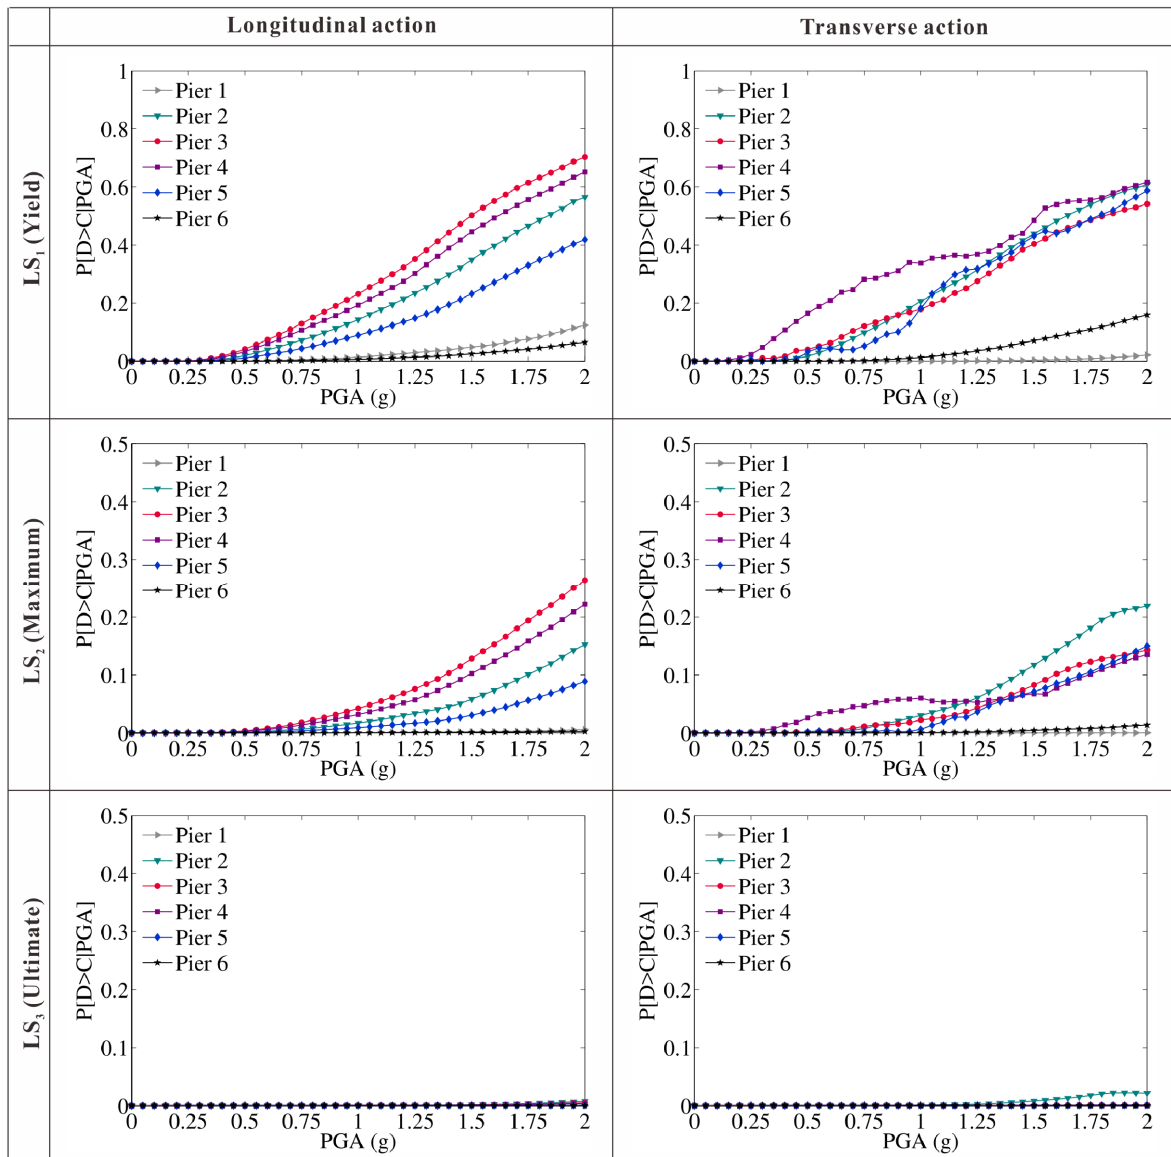 Longitudinal action
Transverse action
LS1 (Yield)
P[D>C|PGA]
1
0.8
0.6
0.4
0.2
0
Pier 1
Pier 2
Pier 3
Pier 4
Pier 5
Pier 6
0 0.25 0.5 0.75 1 1.25 1.5 1.75 2
PGA (g)
P[D>C|PGA]
1
0.8
0.6
0.4
0.2
0
Pier 1
Pier 2
Pier 3
Pier 4
Pier 5
Pier 6
0 0.25 0.5 0.75 1 1.25 1.5 1.75 2
PGA (g)
LS2 (Maximum)
P[D>C|PGA]
0.5
0.4
0.3
0.2
0.1
0
Pier 1
Pier 2
Pier 3
Pier 4
Pier 5
Pier 6
0 0.25 0.5 0.75 1 1.25 1.5 1.75 2
PGA (g)
P[D>C|PGA]
0.5
0.4
0.3
0.2
0.1
0
Pier 1
Pier 2
Pier 3
Pier 4
Pier 5
Pier 6
0 0.25 0.5 0.75 1 1.25 1.5 1.75 2
PGA (g)
LS3 (Ultimate)
P[D>C|PGA]
0.5
0.4
0.3
0.2
0.1
0
Pier 1
Pier 2
Pier 3
Pier 4
Pier 5
Pier 6
0 0.25 0.5 0.75 1 1.25 1.5 1.75 2
PGA (g)
P[D>C|PGA]
0.5
0.4
0.3
0.2
0.1
0
Pier 1
Pier 2
Pier 3
Pier 4
Pier 5
Pier 6
0 0.25 0.5 0.75 1 1.25 1.5 1.75 2
PGA (g)